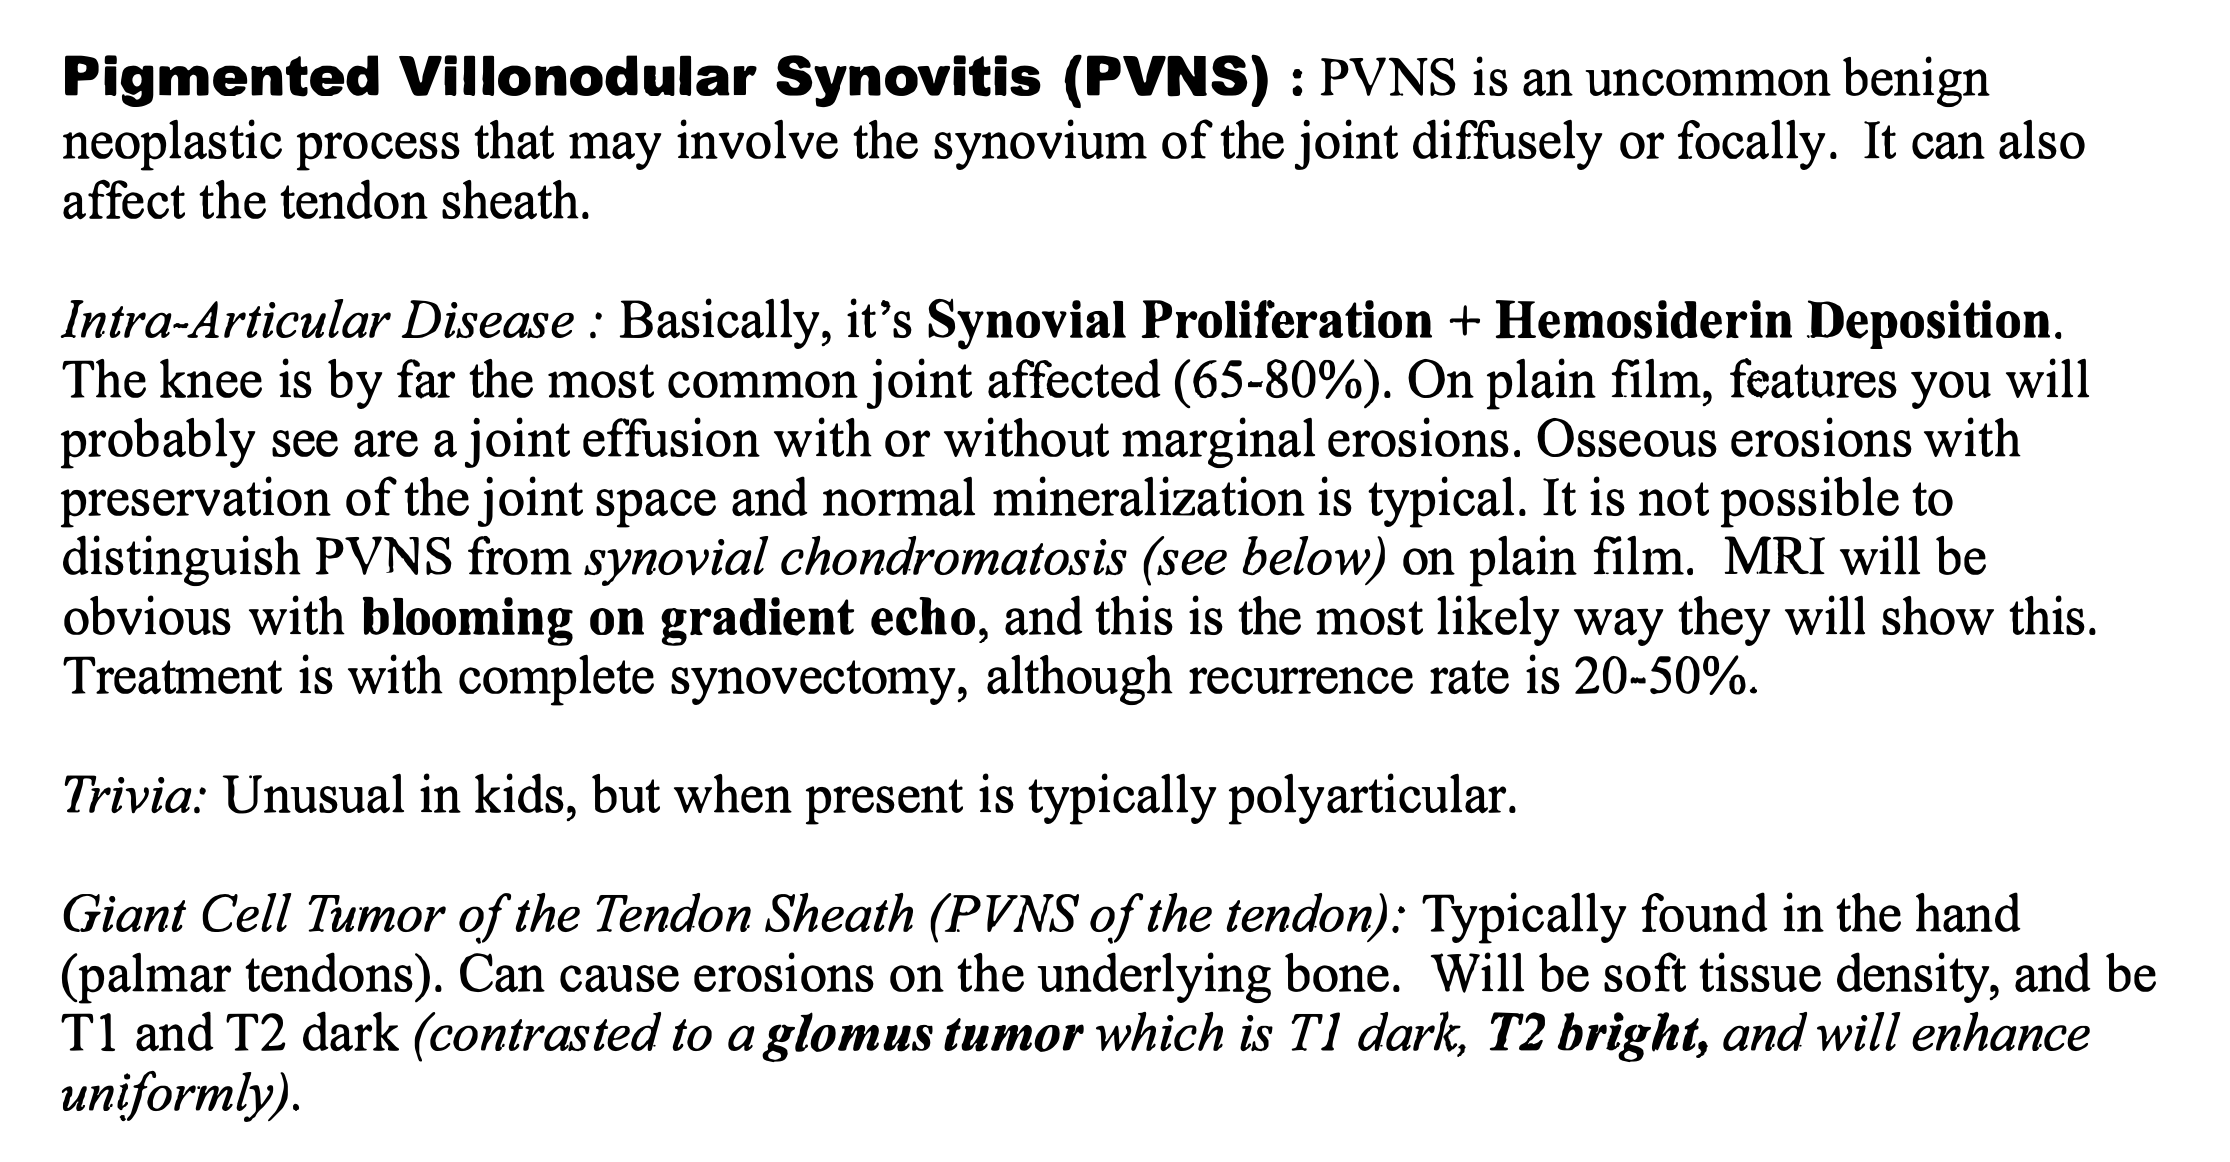 Pigmented Villonodular Synovitis (PVNS) : PVNS is an uncommon benign
neoplastic process that may involve the synovium of the joint diffusely or focally.  It can also
affect the tendon sheath.
Intra-Articular Disease : Basically, it’s Synovial Proliferation + Hemosiderin Deposition.
The knee is by far the most common joint affected (65-80%). On plain film, features you will
probably see are a joint effusion with or without marginal erosions. Osseous erosions with
preservation of the joint space and normal mineralization is typical. It is not possible to
distinguish PVNS from synovial chondromatosis (see below) on plain film.  MRI will be
obvious with blooming on gradient echo, and this is the most likely way they will show this.
Treatment is with complete synovectomy, although recurrence rate is 20-50%.
Trivia: Unusual in kids, but when present is typically polyarticular.
Giant Cell Tumor of the Tendon Sheath (PVNS of the tendon): Typically found in the hand
(palmar tendons). Can cause erosions on the underlying bone.  Will be soft tissue density, and be
T1 and T2 dark (contrasted to a glomus tumor which is T1 dark, T2 bright, and will enhance
uniformly).